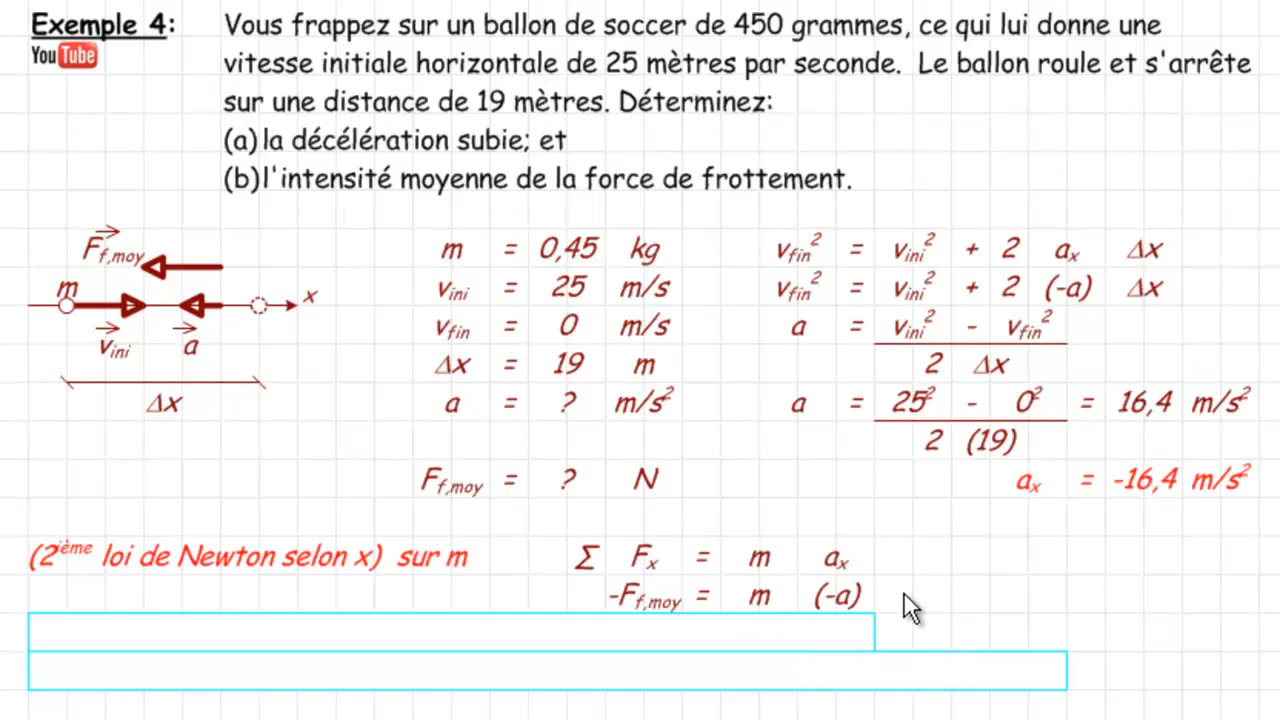 Exemple 4: Vous frappez sur un ballon de soccer de 450 grammes, ce qui lui donne une
YouTube vitesse initiale horizontale de 25 mètres par seconde. Le ballon roule et s'arrête
sur une distance de 19 mètres. Déterminez:
(a) la décélération subie; et
(b) l'intensité moyenne de la force de frottement.
F⃗f,moy
m
x
v⃗ini a⃗
Δx
m = 0,45 kg
vini = 25 m/s
vfin = 0 m/s
Δx = 19 m
a = ? m/s²
Ff,moy = ? N
vfin² = vini² + 2 ax Δx
vfin² = vini² + 2 (-a) Δx
a = vini² - vfin²
2 Δx
a = 25² - 0² = 16,4 m/s²
2 (19)
ax = -16,4 m/s²
(2ième loi de Newton selon x) sur m Σ Fx = m ax
-Ff,moy = m (-a)